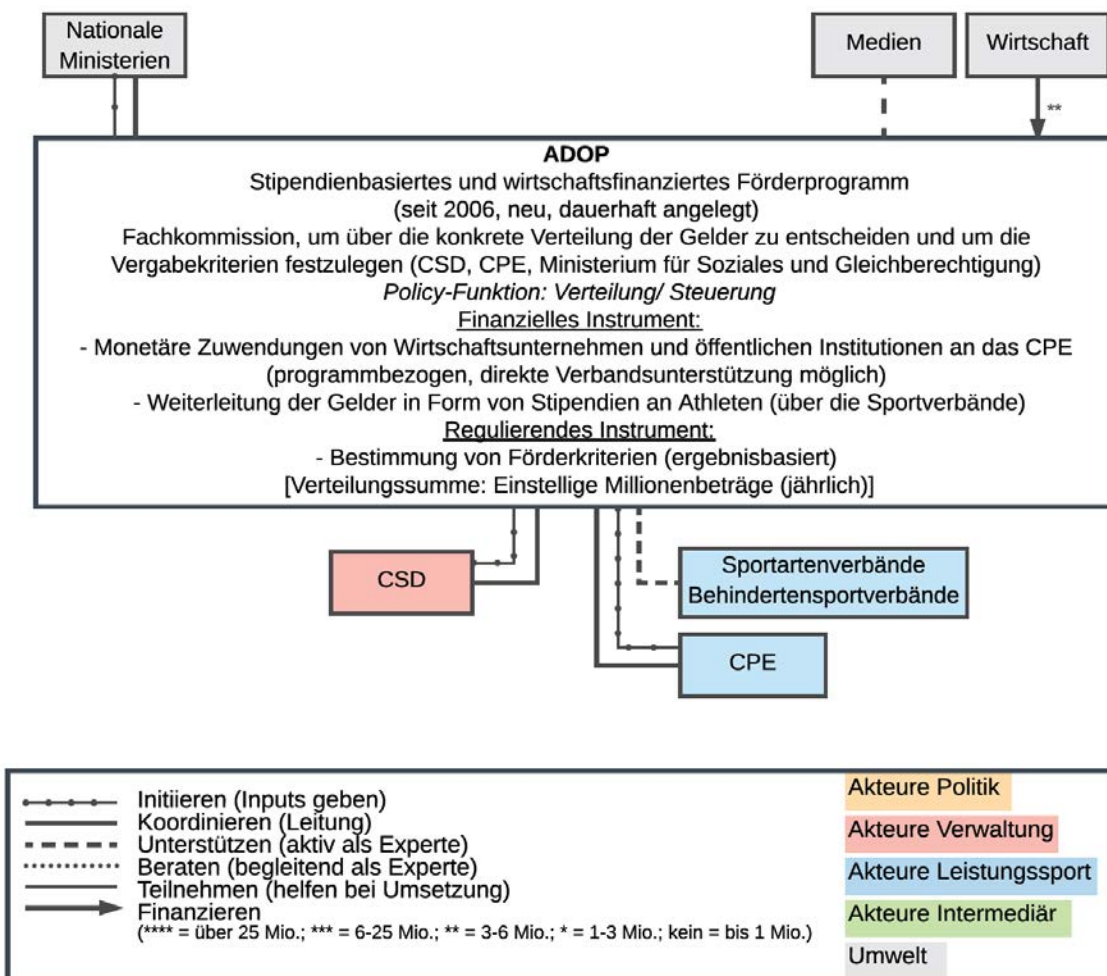 Nationale
Ministerien
Medien
Wirtschaft
**
ADOP
Stipendienbasiertes und wirtschaftsfinanziertes Förderprogramm
(seit 2006, neu, dauerhaft angelegt)
Fachkommission, um über die konkrete Verteilung der Gelder zu entscheiden und um die
Vergabekriterien festzulegen (CSD, CPE, Ministerium für Soziales und Gleichberechtigung)
Policy-Funktion: Verteilung/ Steuerung
Finanzielles Instrument:
- Monetäre Zuwendungen von Wirtschaftsunternehmen und öffentlichen Institutionen an das CPE
(programmbezogen, direkte Verbandsunterstützung möglich)
- Weiterleitung der Gelder in Form von Stipendien an Athleten (über die Sportverbände)
Regulierendes Instrument:
- Bestimmung von Förderkriterien (ergebnisbasiert)
[Verteilungssumme: Einstellige Millionenbeträge (jährlich)]
CSD
Sportartenverbände
Behindertensportverbände
CPE
Initiieren (Inputs geben)
Koordinieren (Leitung)
Unterstützen (aktiv als Experte)
Beraten (begleitend als Experte)
Teilnehmen (helfen bei Umsetzung)
Finanzieren
(**** = über 25 Mio.; *** = 6-25 Mio.; ** = 3-6 Mio.; * = 1-3 Mio.; kein = bis 1 Mio.)
Akteure Politik
Akteure Verwaltung
Akteure Leistungssport
Akteure Intermediär
Umwelt